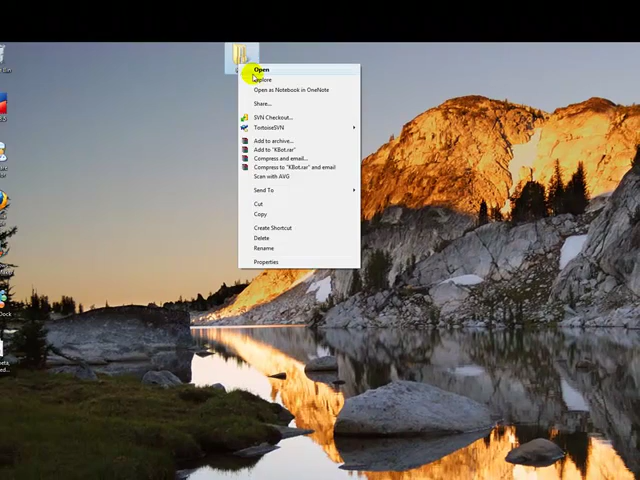 Open
Explore
Open as Notebook in OneNote
Share...
SVN Checkout...
TortoiseSVN
Add to archive...
Add to "KBot.rar"
Compress and email...
Compress to "KBot.rar" and email
Scan with AVG
Send To
Cut
Copy
Create Shortcut
Delete
Rename
Properties
Dock